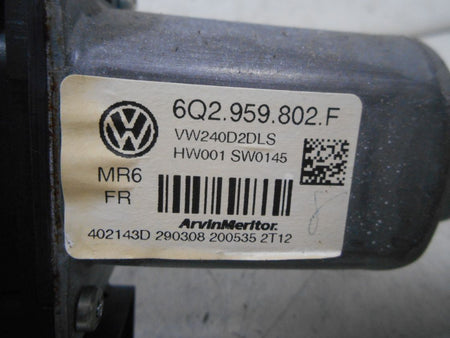 6Q2.959.802.F
VW240D2DLS
HW001 SW0145
MR6
FR
ArvinMeritor.
402143D 290308 200535 2T12